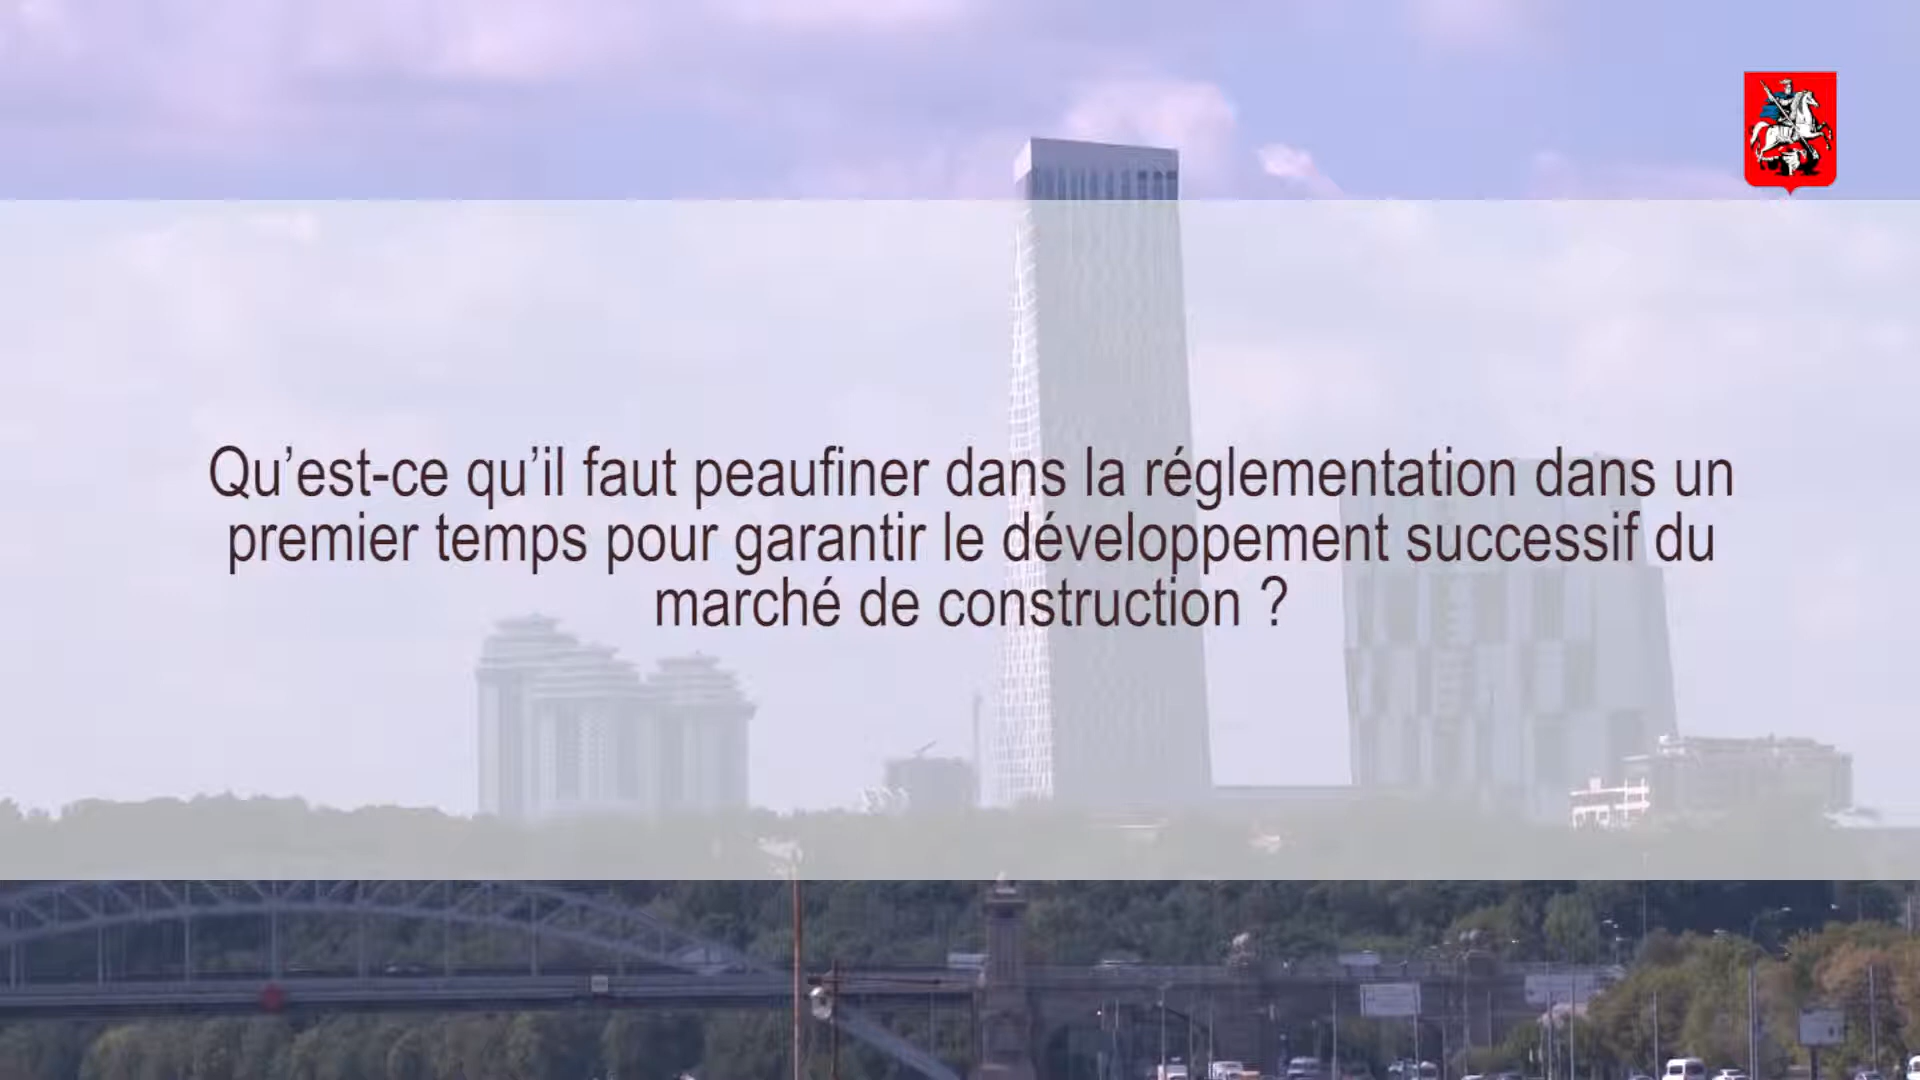 Qu’est-ce qu’il faut peaufiner dans la réglementation dans un
premier temps pour garantir le développement successif du
marché de construction ?